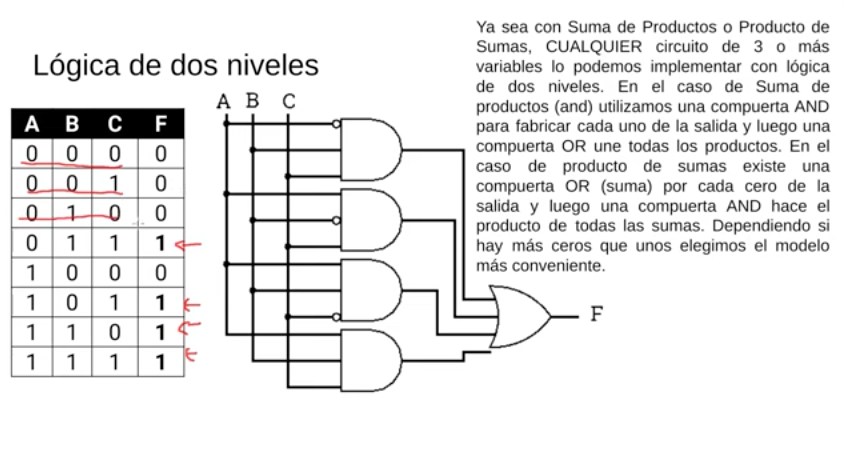 Ya sea con Suma de Productos o Producto de
Sumas, CUALQUIER circuito de 3 o más
variables lo podemos implementar con lógica
de dos niveles. En el caso de Suma de
productos (and) utilizamos una compuerta AND
para fabricar cada uno de la salida y luego una
compuerta OR une todas los productos. En el
caso de producto de sumas existe una
compuerta OR (suma) por cada cero de la
salida y luego una compuerta AND hace el
producto de todas las sumas. Dependiendo si
hay más ceros que unos elegimos el modelo
más conveniente.
Lógica de dos niveles
A B C F
0 0 0 0
0 0 1 0
0 1 0 0
0 1 1 1
1 0 0 0
1 0 1 1
1 1 0 1
1 1 1 1
A B C
F